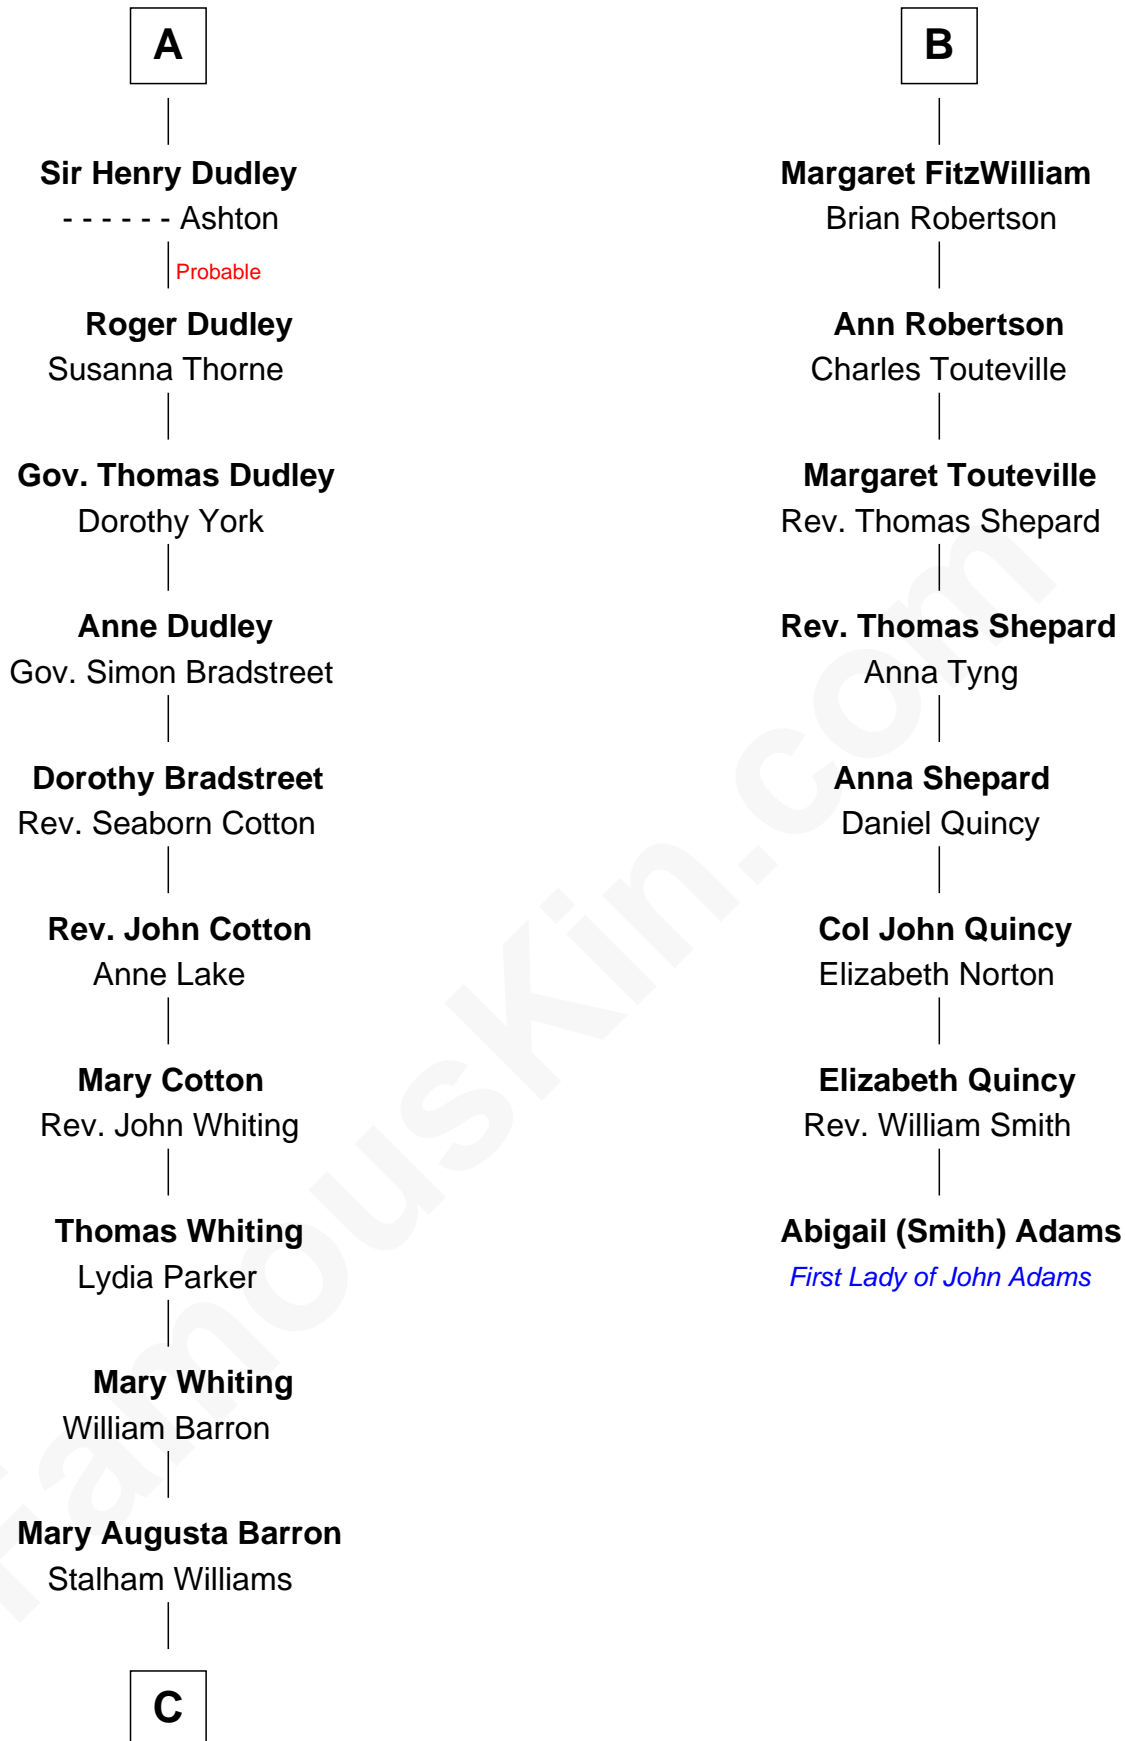 A
Sir Henry Dudley
- - - - - - Ashton
Probable
Roger Dudley
Susanna Thorne
Gov. Thomas Dudley
Dorothy York
Anne Dudley
Gov. Simon Bradstreet
Dorothy Bradstreet
Rev. Seaborn Cotton
Rev. John Cotton
Anne Lake
Mary Cotton
Rev. John Whiting
Thomas Whiting
Lydia Parker
Mary Whiting
William Barron
Mary Augusta Barron
Stalham Williams
C
B
Margaret FitzWilliam
Brian Robertson
Ann Robertson
Charles Touteville
Margaret Touteville
Rev. Thomas Shepard
Rev. Thomas Shepard
Anna Tyng
Anna Shepard
Daniel Quincy
Col John Quincy
Elizabeth Norton
Elizabeth Quincy
Rev. William Smith
Abigail (Smith) Adams
First Lady of John Adams
FamousKin.com